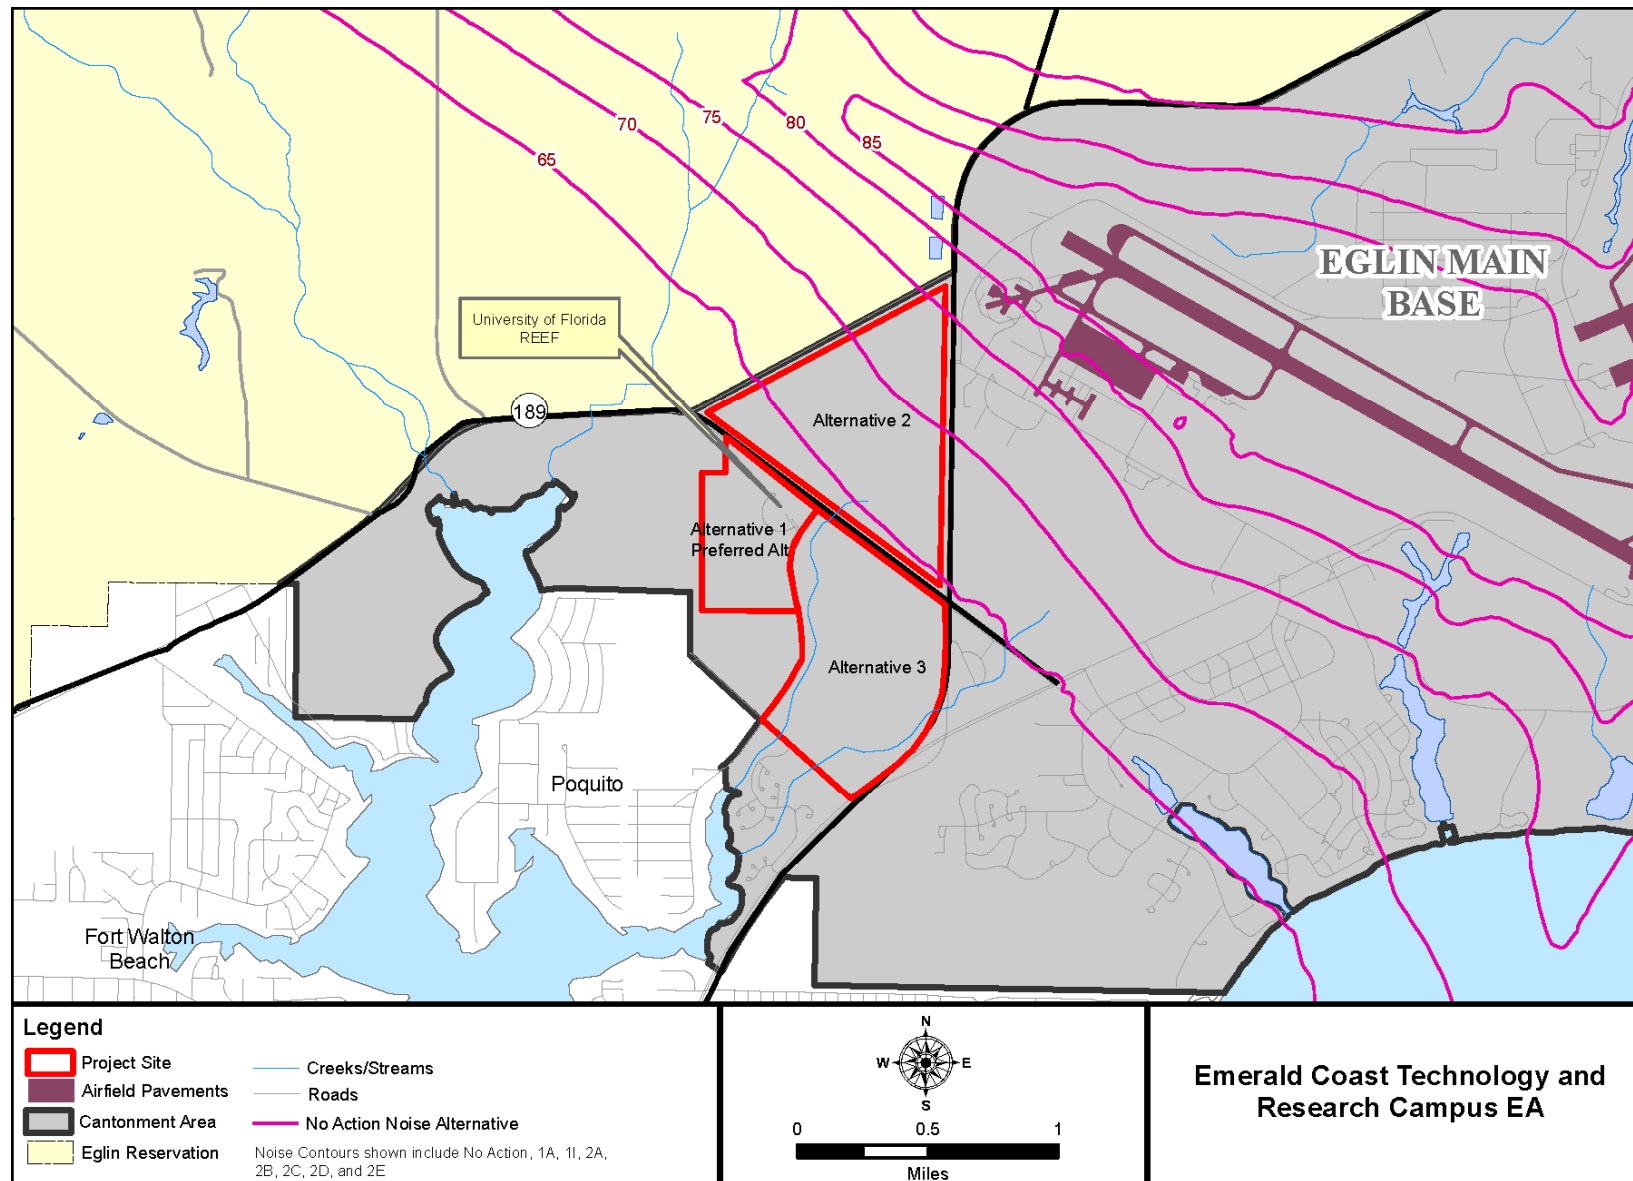 65
70
75
80
85
EGLIN MAIN
BASE
University of Florida
REEF
189
Alternative 2
Alternative 1
Preferred Alt
Alternative 3
Poquito
Fort Walton
Beach
Legend
Project Site
Airfield Pavements
Cantonment Area
Eglin Reservation
Creeks/Streams
Roads
No Action Noise Alternative
Noise Contours shown include No Action, 1A, 1I, 2A,
2B, 2C, 2D, and 2E
N
W
E
S
0
0.5
1
Miles
Emerald Coast Technology and
Research Campus EA